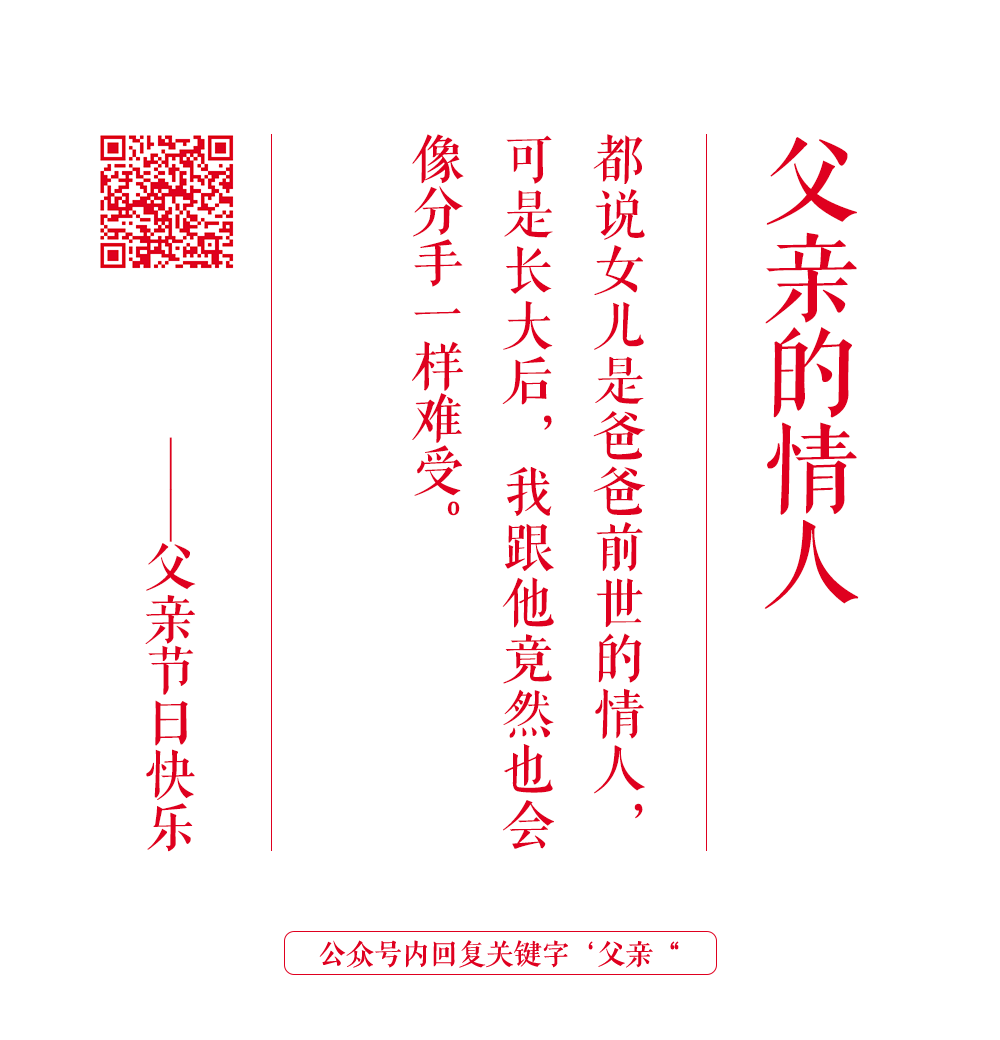 父亲的情人
都说女儿是爸爸前世的情人，
可是长大后，我跟他竟然也会
像分手一样难受。
——父亲节日快乐
公众号内回复关键字‘父亲“